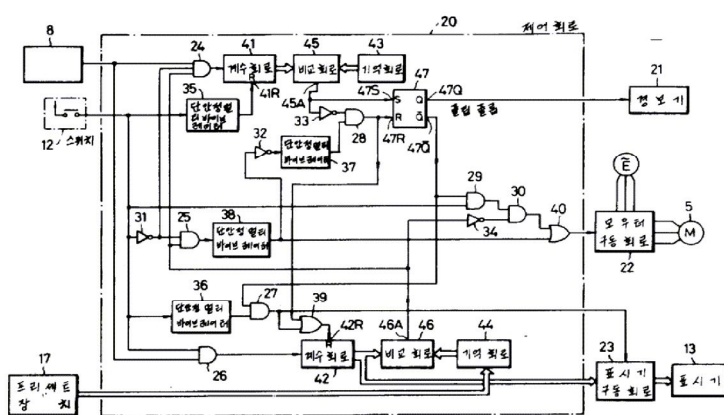 20
제어 회로
8
24
41
계수 회로
45
비교 회로
43
기억 회로
47
47S
S Q
47Q
21
경보기
35
단안정멀
티 바이브
레이터
41R
R
45A
플립 플롭
12
스위치
33
28
R Q̄
47R
47Q̄
32
단안정 멀티
바이브레이터
37
29
30
Ẽ
31
25
38
단안정 멀티
바이브레이터
34
40
모우터
구동 회로
22
5
M
36
단안정 멀티
바이브레이터
27
39
42R
R
46A
46
44
23
13
17
프리세트
장 치
26
계수 회로
42
비교 회로
기억 회로
표시기
구동 회로
표시기